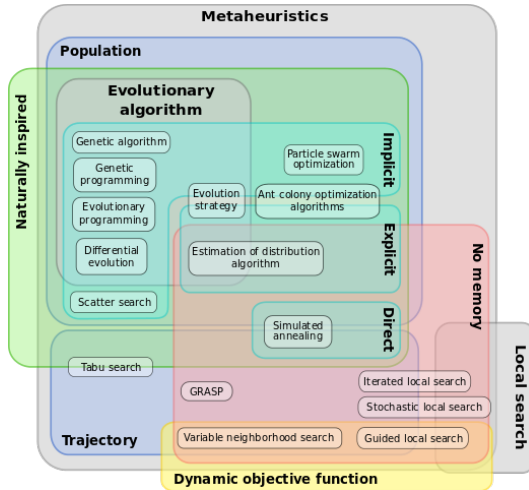 Metaheuristics
Population
Naturally inspired
Evolutionary
algorithm
Genetic algorithm
Genetic
programming
Evolutionary
programming
Differential
evolution
Scatter search
Evolution
strategy
Particle swarm
optimization
Ant colony optimization
algorithms
Implicit
Estimation of distribution
algorithm
Explicit
No memory
Simulated
annealing
Direct
Tabu search
GRASP
Iterated local search
Stochastic local search
Local search
Trajectory
Variable neighborhood search
Guided local search
Dynamic objective function